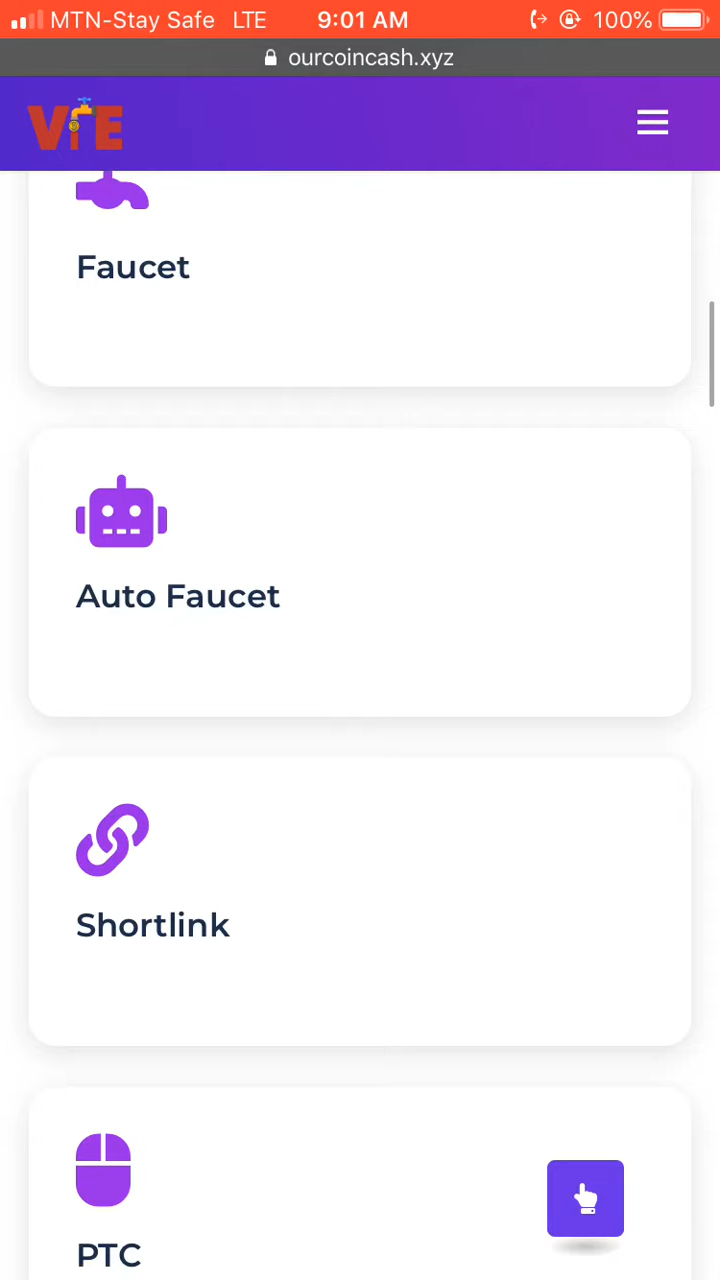 MTN-Stay Safe LTE 9:01 AM 100%
ourcoincash.xyz
VIE
Faucet
Auto Faucet
Shortlink
PTC